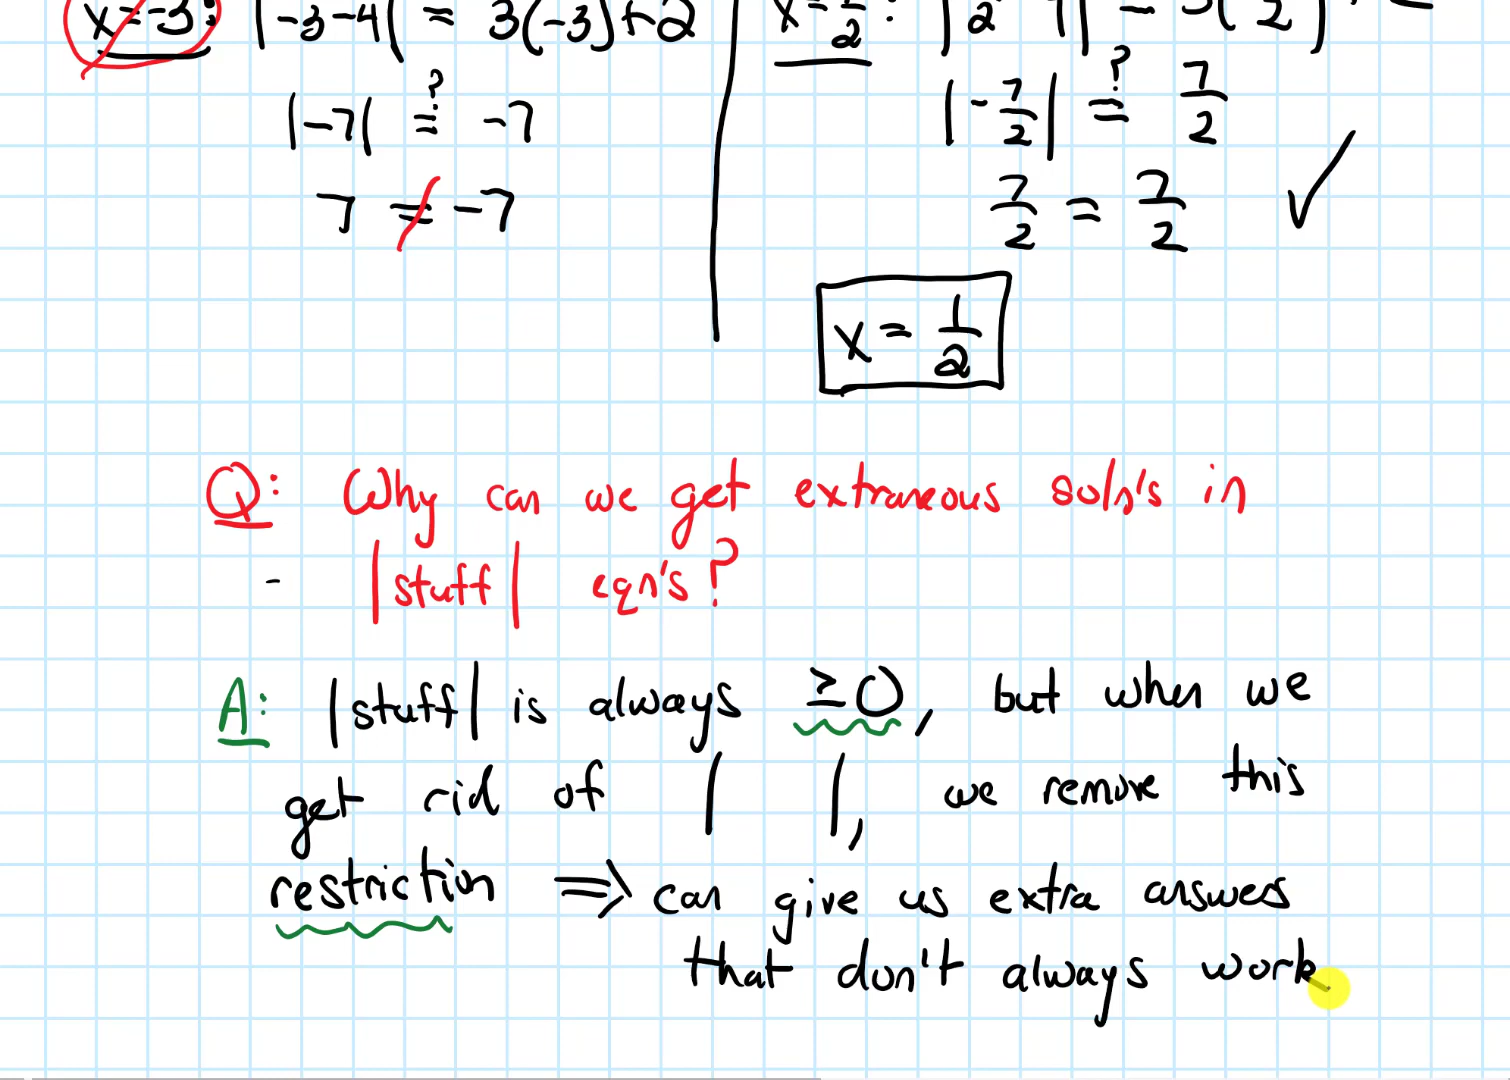 x=-3: |-3-4| = 3(-3)+2
|-7| ≟ -7
7 ≠ -7
|-7/2| ≟ 7/2
7/2 = 7/2 ✓
x = 1/2
Q: Why can we get extraneous soln's in
|stuff| eqn's?
A: |stuff| is always ≥0, but when we
get rid of | |, we remove this
restriction ⇒ can give us extra answers
that don't always work.